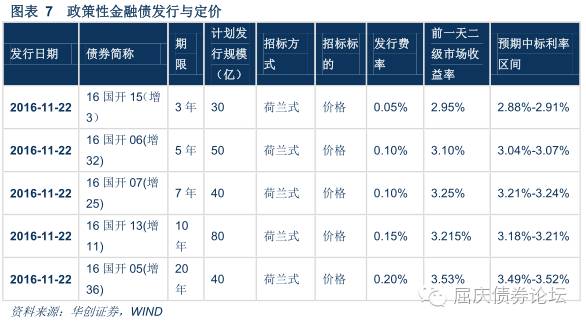 图表 7 政策性金融债发行与定价
发行日期 债券简称 期限 计划发行规模（亿） 招标方式 招标标的 发行费率 前一天二级市场收益率 预期中标利率区间
2016-11-22 16 国开 15（增3） 3 年 30 荷兰式 价格 0.05% 2.95% 2.88%-2.91%
2016-11-22 16 国开 06(增32) 5 年 50 荷兰式 价格 0.10% 3.10% 3.04%-3.07%
2016-11-22 16 国开 07(增25) 7 年 40 荷兰式 价格 0.10% 3.25% 3.21%-3.24%
2016-11-22 16 国开 13(增11) 10 年 80 荷兰式 价格 0.15% 3.215% 3.18%-3.21%
2016-11-22 16 国开 05(增36) 20 年 40 荷兰式 价格 0.20% 3.53% 3.49%-3.52%
资料来源：华创证券，WIND
屈庆债券论坛